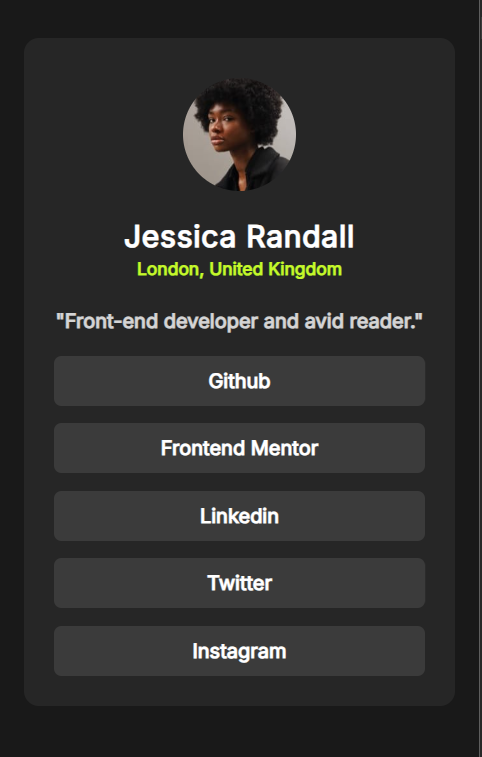 Jessica Randall
London, United Kingdom
"Front-end developer and avid reader."
Github
Frontend Mentor
Linkedin
Twitter
Instagram